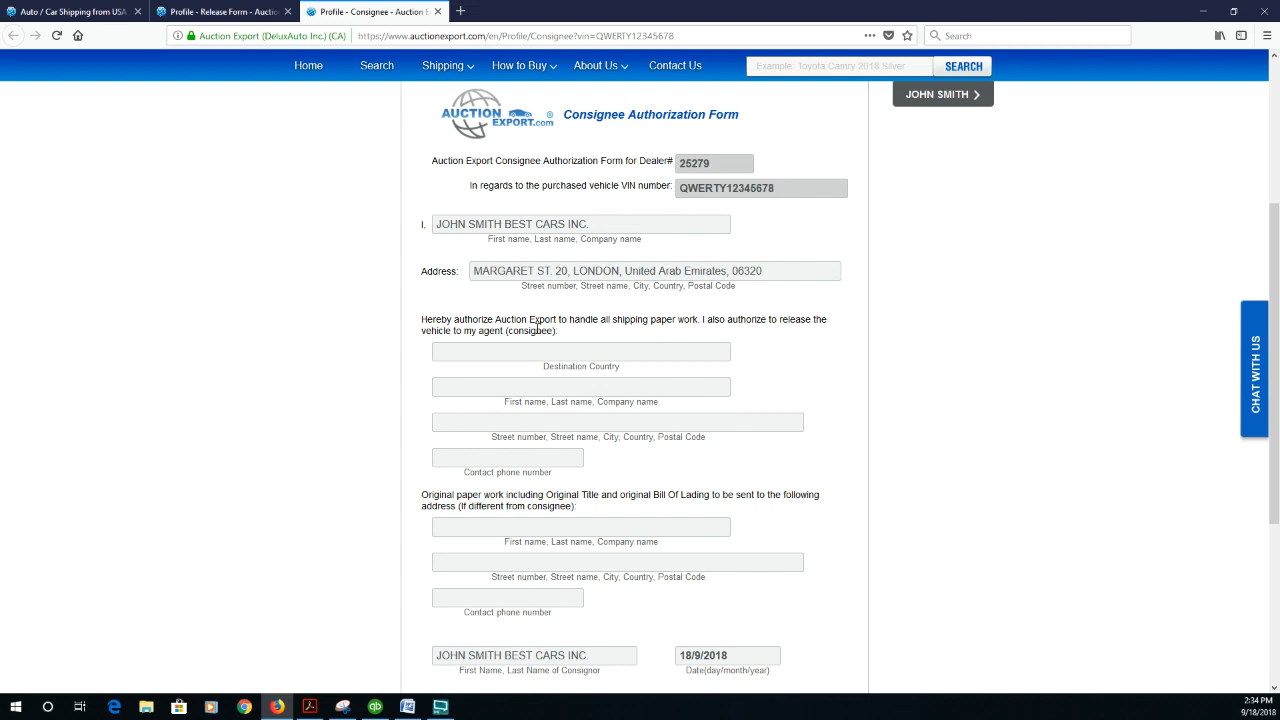 Auto / Car Shipping from USA
Profile - Release Form - Auction
Profile - Consignee - Auction E
Auction Export (DeluxAuto Inc.) (CA)
https://www.auctionexport.com/en/Profile/Consignee?vin=QWERTY12345678
Search
Home
Search
Shipping
How to Buy
About Us
Contact Us
Example: Toyota Camry 2016 Silver
SEARCH
JOHN SMITH
AUCTION
EXPORT.com
Consignee Authorization Form
Auction Export Consignee Authorization Form for Dealer# 25279
In regards to the purchased vehicle VIN number: QWERTY12345678
I, JOHN SMITH BEST CARS INC.
First name, Last name, Company name
Address: MARGARET ST. 20, LONDON, United Arab Emirates, 06320
Street number, Street name, City, Country, Postal Code
Hereby authorize Auction Export to handle all shipping paper work. I also authorize to release the
vehicle to my agent (consignee):
Destination Country
First name, Last name, Company name
Street number, Street name, City, Country, Postal Code
Contact phone number
Original paper work including Original Title and original Bill Of Lading to be sent to the following
address (If different from consignee):
First name, Last name, Company name
Street number, Street name, City, Country, Postal Code
Contact phone number
JOHN SMITH BEST CARS INC.
18/9/2018
First Name, Last Name of Consignor
Date(day/month/year)
CHAT WITH US
2:34 PM
9/18/2018